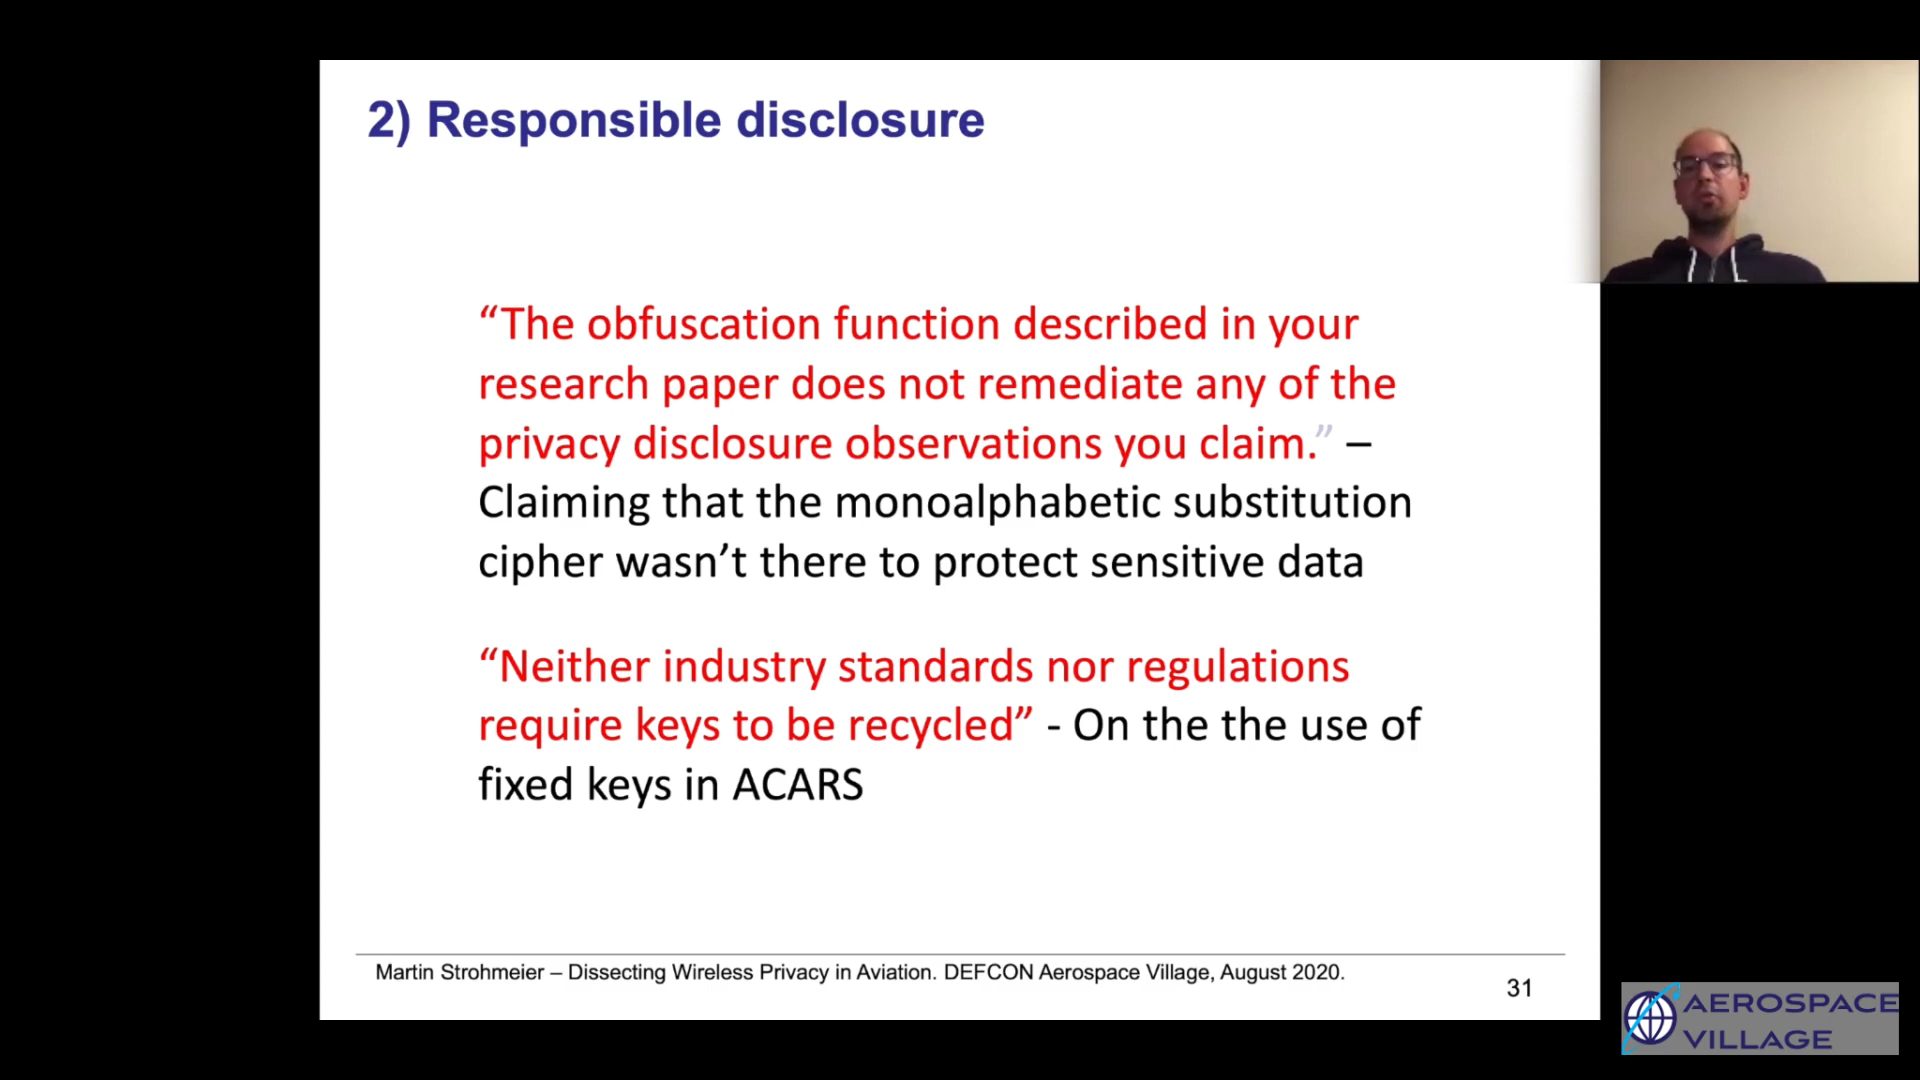 2) Responsible disclosure
“The obfuscation function described in your
research paper does not remediate any of the
privacy disclosure observations you claim.” –
Claiming that the monoalphabetic substitution
cipher wasn’t there to protect sensitive data
“Neither industry standards nor regulations
require keys to be recycled” - On the the use of
fixed keys in ACARS
Martin Strohmeier – Dissecting Wireless Privacy in Aviation. DEFCON Aerospace Village, August 2020.
31
AEROSPACE
VILLAGE